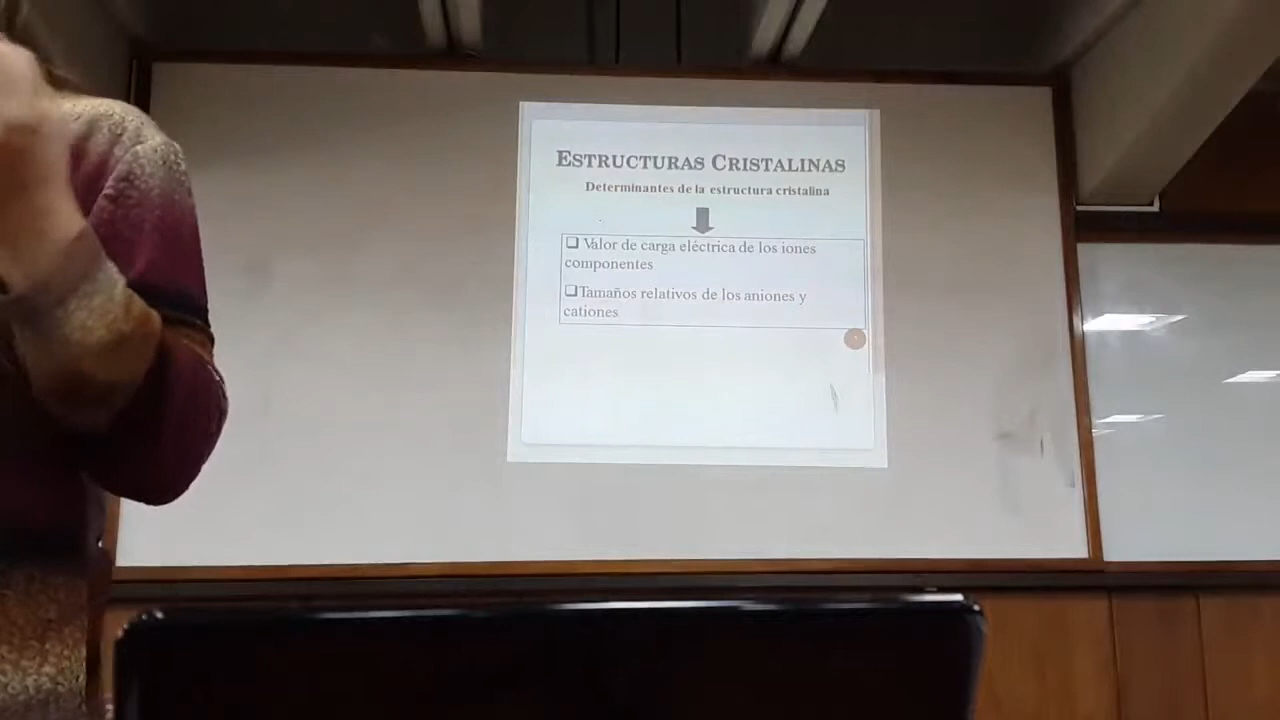 ESTRUCTURAS CRISTALINAS
Determinantes de la estructura cristalina
❑ Valor de carga eléctrica de los iones
componentes
❑Tamaños relativos de los aniones y
cationes